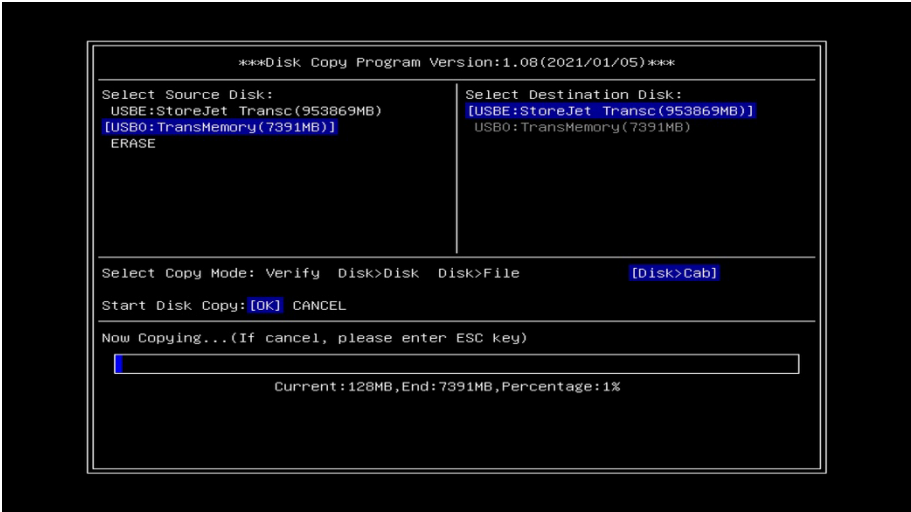 ***Disk Copy Program Version:1.08(2021/01/05)***
Select Source Disk:
USBE:StoreJet Transc(953869MB)
[USB0:TransMemory(7391MB)]
ERASE
Select Destination Disk:
[USBE:StoreJet Transc(953869MB)]
USB0:TransMemory(7391MB)
Select Copy Mode: Verify Disk>Disk Disk>File [Disk>Cab]
Start Disk Copy:[OK] CANCEL
Now Copying...(If cancel, please enter ESC key)
Current:128MB,End:7391MB,Percentage:1%